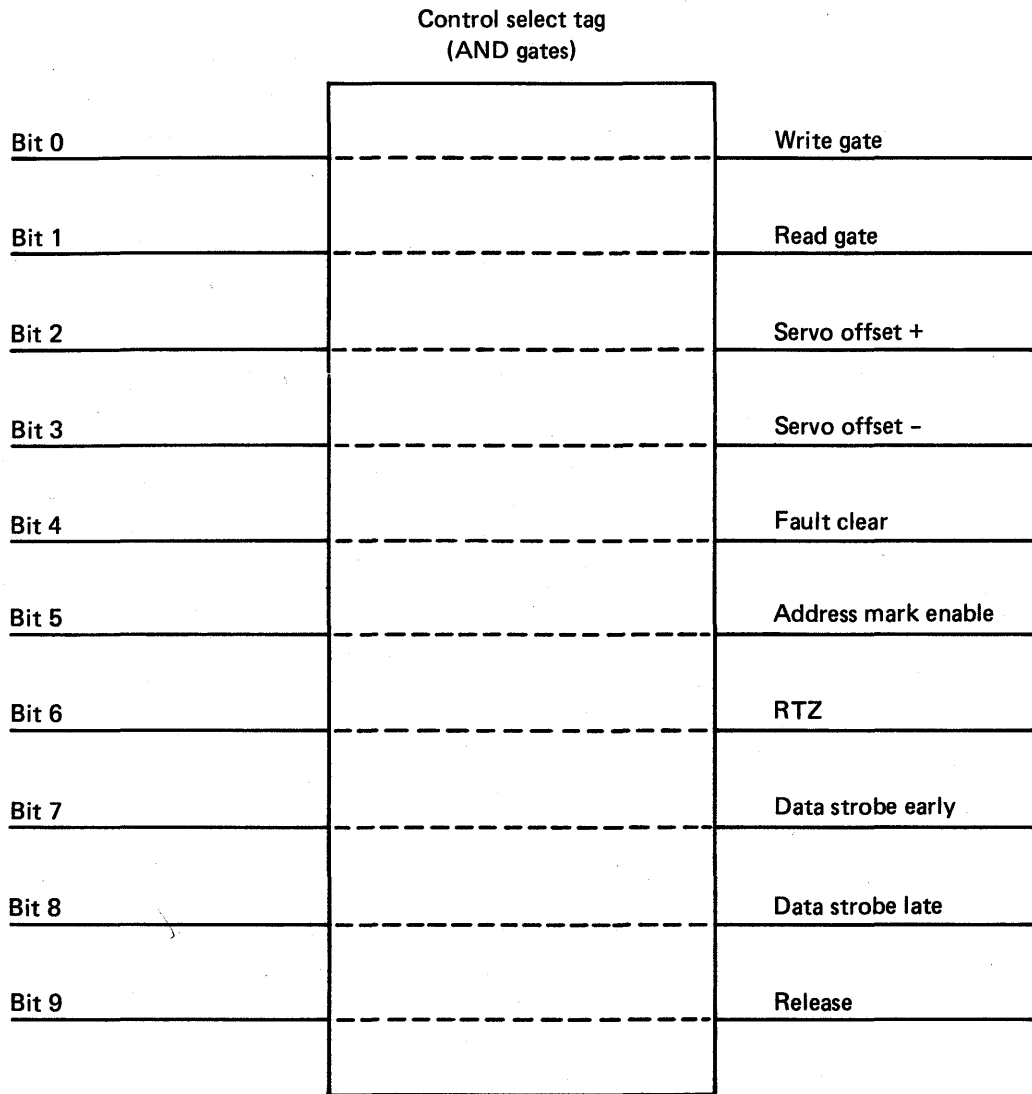 Control select tag
(AND gates)
Bit 0 Write gate
Bit 1 Read gate
Bit 2 Servo offset +
Bit 3 Servo offset –
Bit 4 Fault clear
Bit 5 Address mark enable
Bit 6 RTZ
Bit 7 Data strobe early
Bit 8 Data strobe late
Bit 9 Release